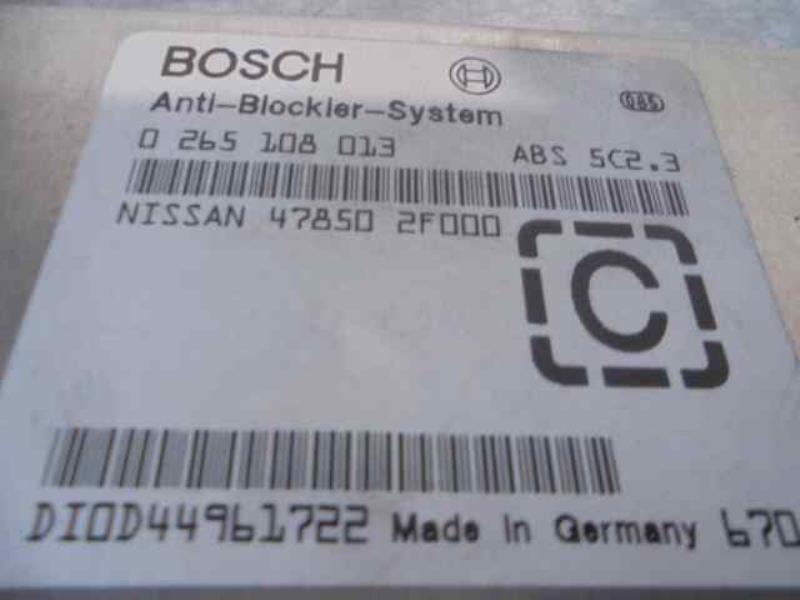 BOSCH
Anti-Blockier-System
085
0 265 108 013 ABS 5C2.3
NISSAN 47850 2F000
C
DIOD44961722 Made In Germany 670